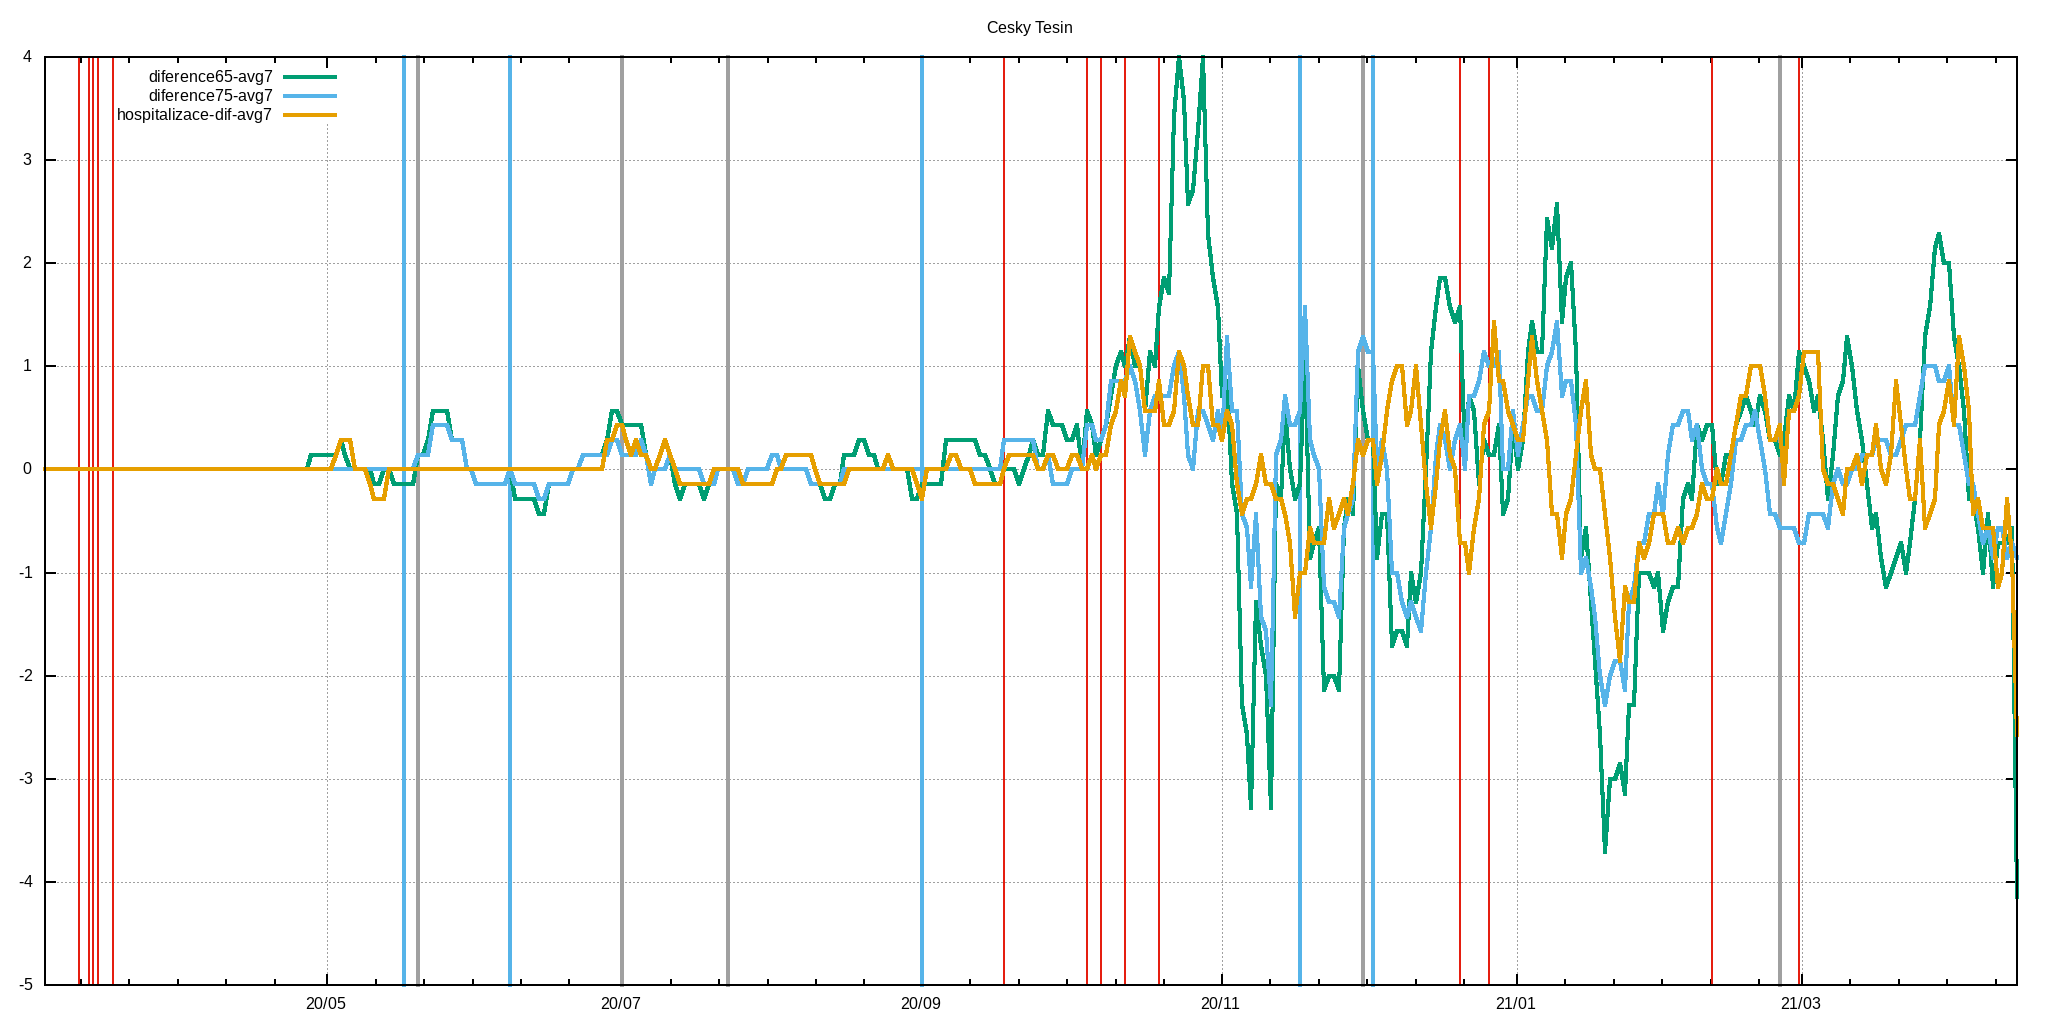 Cesky Tesin
diference65-avg7
diference75-avg7
hospitalizace-dif-avg7
4
3
2
1
0
-1
-2
-3
-4
-5
20/05 20/07 20/09 20/11 21/01 21/03